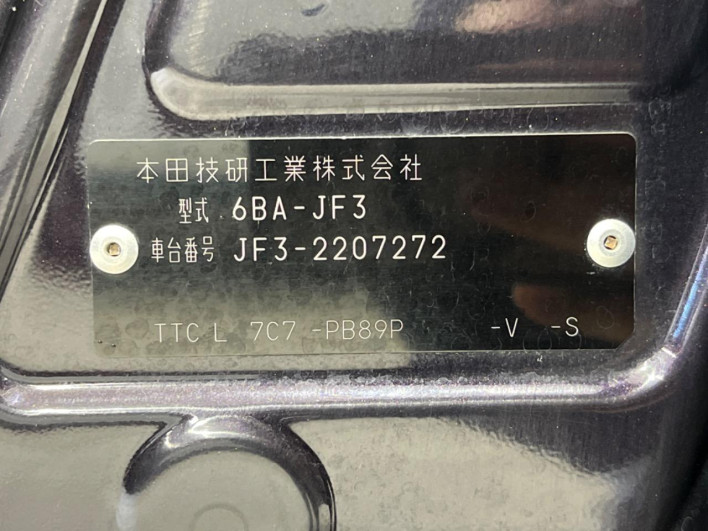 本田技研工業株式会社
型式 6BA-JF3
車台番号 JF3-2207272
TTC L 7C7 -PB89P -V -S